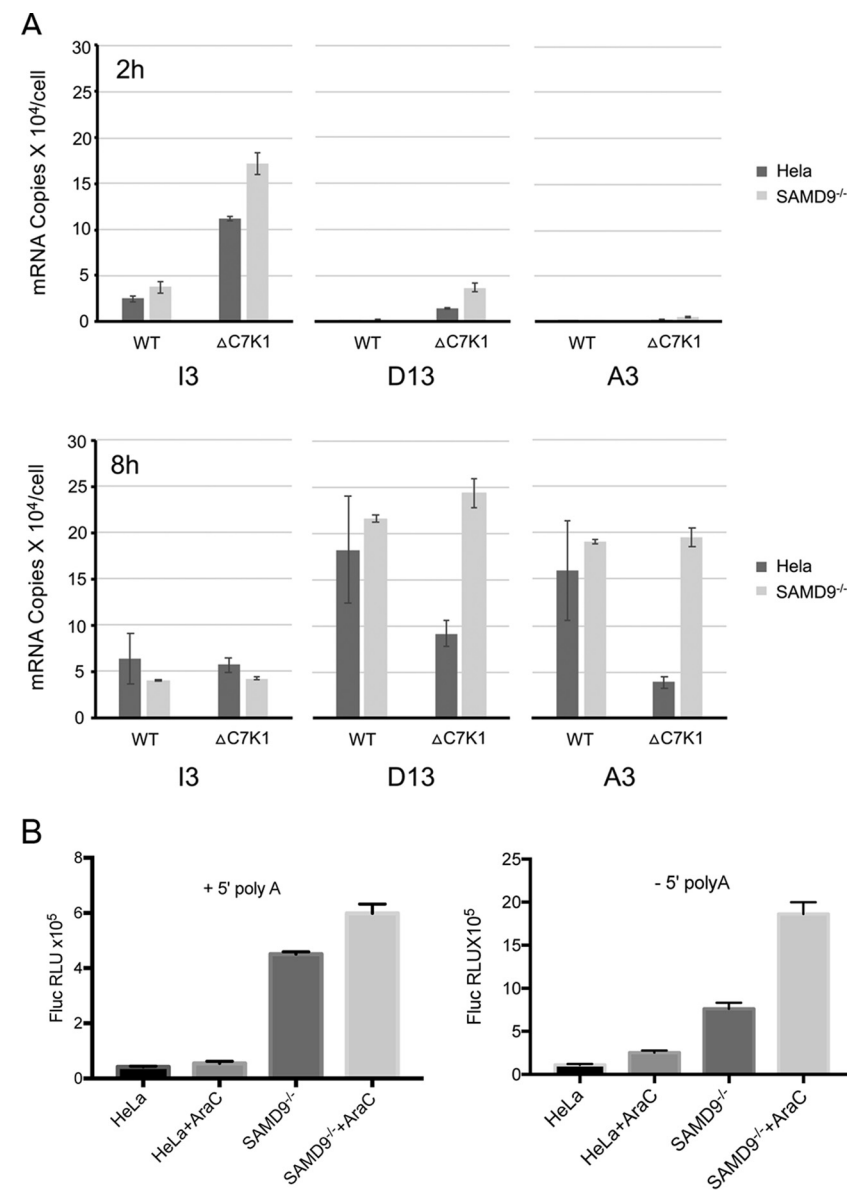 A
mRNA Copies X 10⁴/cell
30
25
20
15
10
5
0
2h
WT
ΔC7K1
WT
ΔC7K1
WT
ΔC7K1
I3
D13
A3
Hela
SAMD9⁻/⁻
mRNA Copies X 10⁴/cell
30
25
20
15
10
5
0
8h
WT
ΔC7K1
WT
ΔC7K1
WT
ΔC7K1
I3
D13
A3
Hela
SAMD9⁻/⁻
B
Fluc RLU x10⁵
8
6
4
2
0
+ 5' poly A
HeLa
HeLa+AraC
SAMD9⁻/⁻
SAMD9⁻/⁻+AraC
Fluc RLUX10⁵
25
20
15
10
5
0
- 5' polyA
HeLa
HeLa+AraC
SAMD9⁻/⁻
SAMD9⁻/⁻+AraC